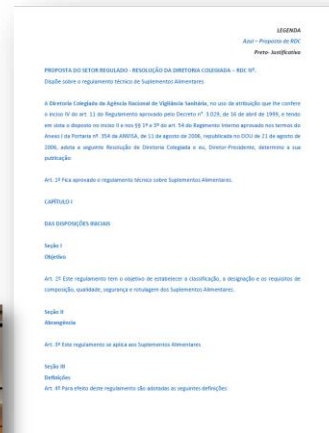 LEGENDA
Azul – Proposta de RDC
Preto- Justificativa
PROPOSTA DO SETOR REGULADO - RESOLUÇÃO DA DIRETORIA COLEGIADA – RDC Nº.
Dispõe sobre o regulamento técnico de Suplementos Alimentares.
A Diretoria Colegiada da Agência Nacional de Vigilância Sanitária, no uso da atribuição que lhe confere
o inciso IV do art. 11 do Regulamento aprovado pelo Decreto nº. 3.029, de 16 de abril de 1999, e tendo
em vista o disposto no inciso II e nos §§ 1º e 3º do art. 54 do Regimento Interno aprovado nos termos do
Anexo I da Portaria nº. 354 da ANVISA, de 11 de agosto de 2006, republicada no DOU de 21 de agosto de
2006, adota a seguinte Resolução de Diretoria Colegiada e eu, Diretor-Presidente, determino a sua
publicação:
Art. 1º Fica aprovado o regulamento técnico sobre Suplementos Alimentares.
CAPÍTULO I
DAS DISPOSIÇÕES INICIAIS
Seção I
Objetivo
Art. 2º Este regulamento tem o objetivo de estabelecer a classificação, a designação e os requisitos de
composição, qualidade, segurança e rotulagem dos Suplementos Alimentares.
Seção II
Abrangência
Art. 3º Este regulamento se aplica aos Suplementos Alimentares
Seção III
Definições
Art. 4º Para efeito deste regulamento são adotadas as seguintes definições: